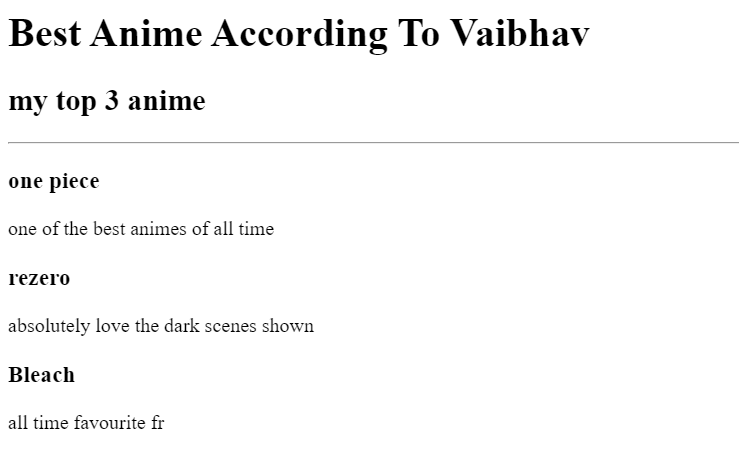 Best Anime According To Vaibhav
my top 3 anime
one piece
one of the best animes of all time
rezero
absolutely love the dark scenes shown
Bleach
all time favourite fr